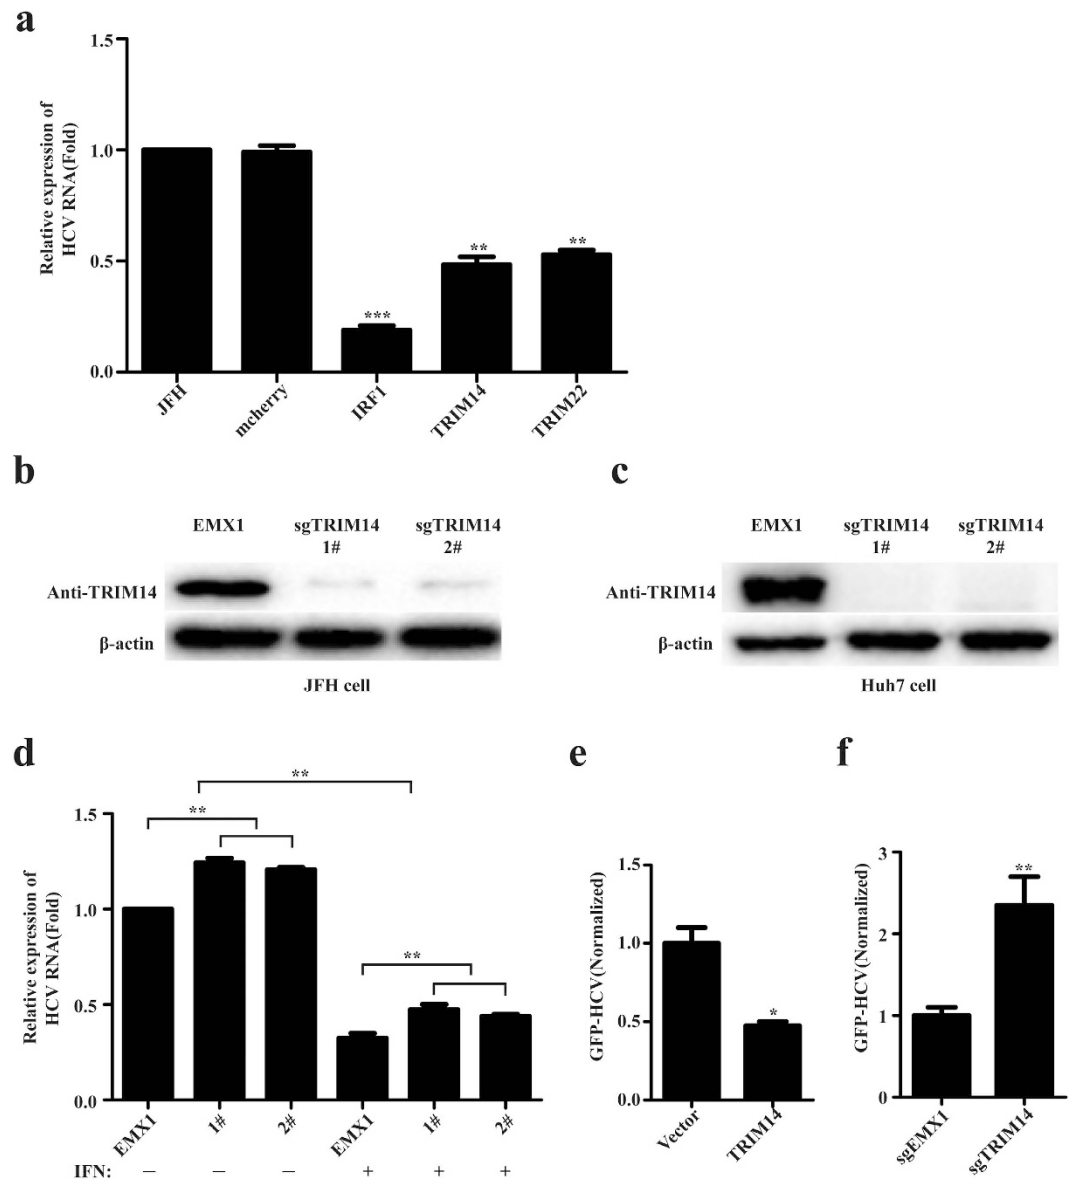 a
Relative expression of
HCV RNA(Fold)
1.5
1.0
0.5
0.0
***
**
**
JFH
mcherry
IRF1
TRIM14
TRIM22
b
EMX1
sgTRIM14
1#
sgTRIM14
2#
Anti-TRIM14
β-actin
JFH cell
c
EMX1
sgTRIM14
1#
sgTRIM14
2#
Anti-TRIM14
β-actin
Huh7 cell
d
Relative expression of
HCV RNA(Fold)
1.5
1.0
0.5
0.0
**
**
**
EMX1
1#
2#
EMX1
1#
2#
IFN: – – – + + +
e
GFP-HCV(Normalized)
1.5
1.0
0.5
0.0
*
Vector
TRIM14
f
GFP-HCV(Normalized)
3
2
1
0
**
sgEMX1
sgTRIM14